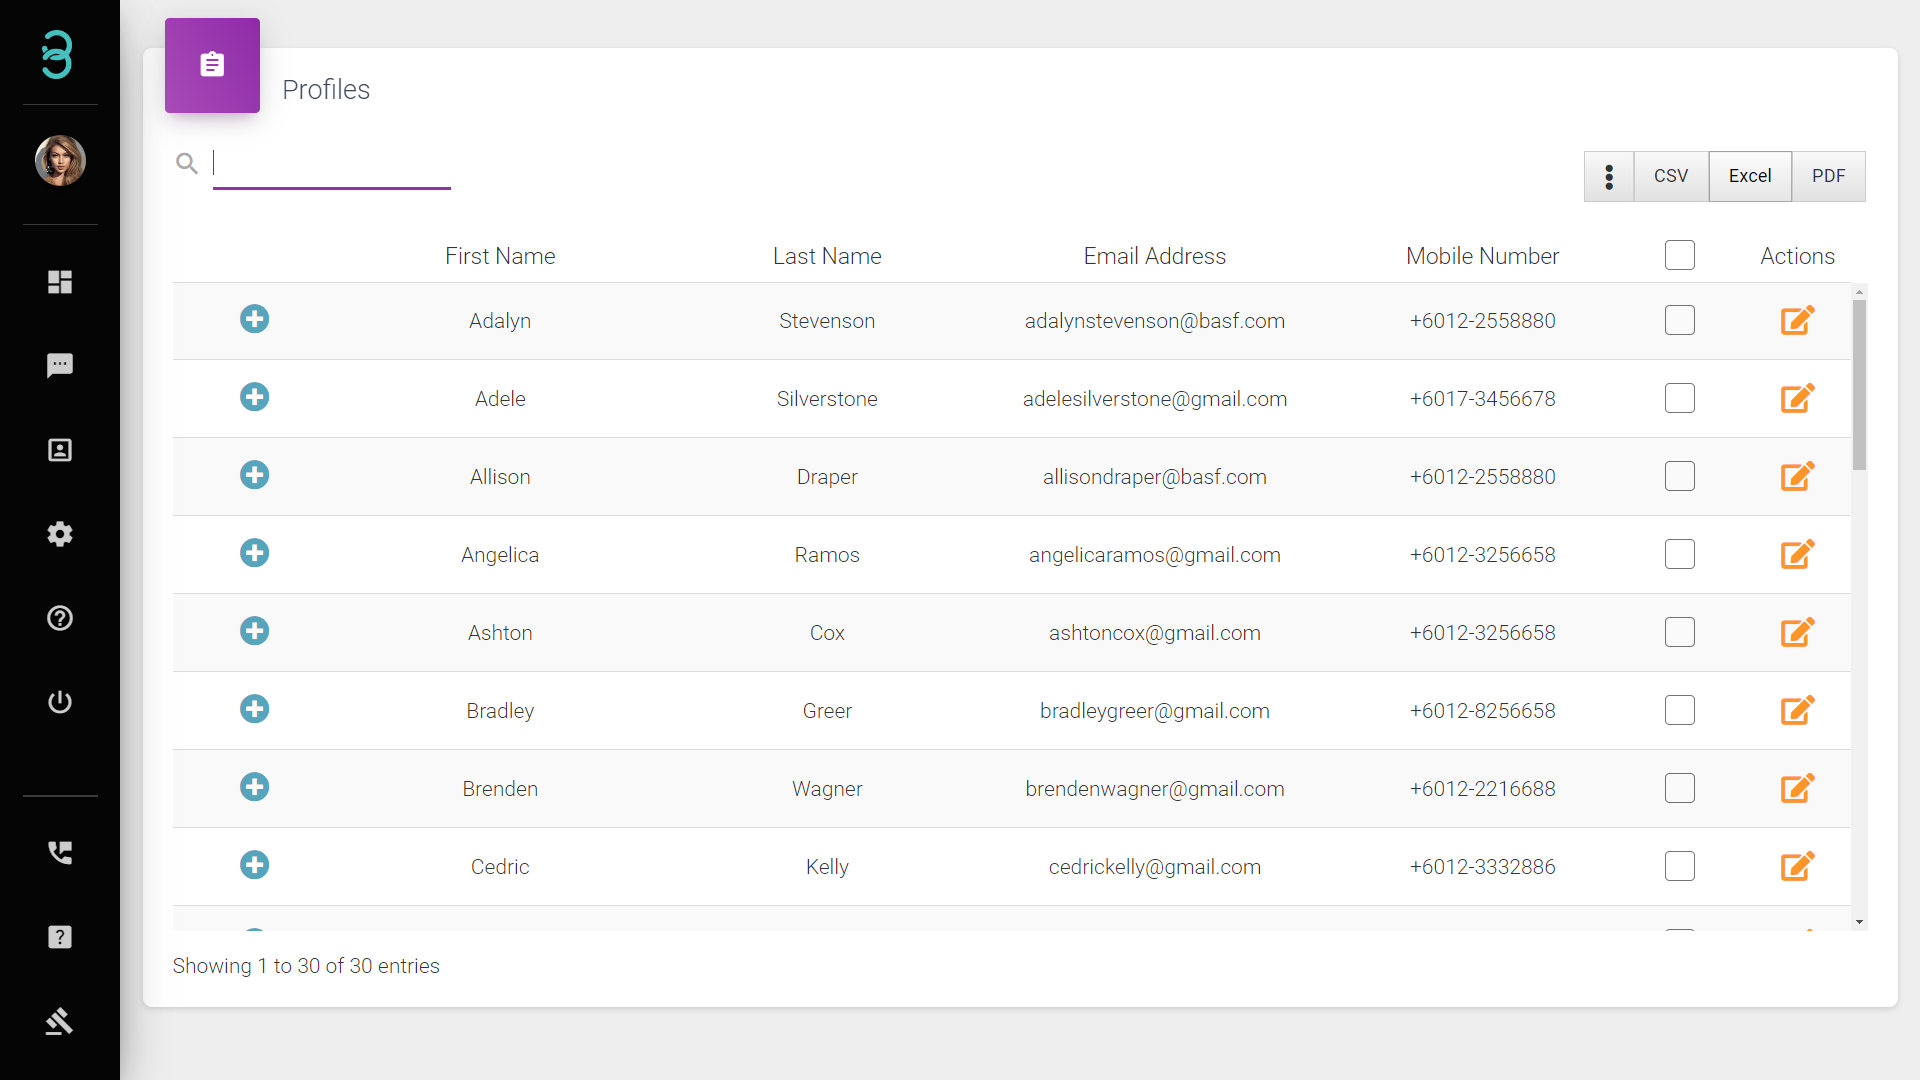 Profiles
CSV Excel PDF
First Name Last Name Email Address Mobile Number Actions
Adalyn Stevenson adalynstevenson@basf.com +6012-2558880
Adele Silverstone adelesilverstone@gmail.com +6017-3456678
Allison Draper allisondraper@basf.com +6012-2558880
Angelica Ramos angelicaramos@gmail.com +6012-3256658
Ashton Cox ashtoncox@gmail.com +6012-3256658
Bradley Greer bradleygreer@gmail.com +6012-8256658
Brenden Wagner brendenwagner@gmail.com +6012-2216688
Cedric Kelly cedrickelly@gmail.com +6012-3332886
Showing 1 to 30 of 30 entries